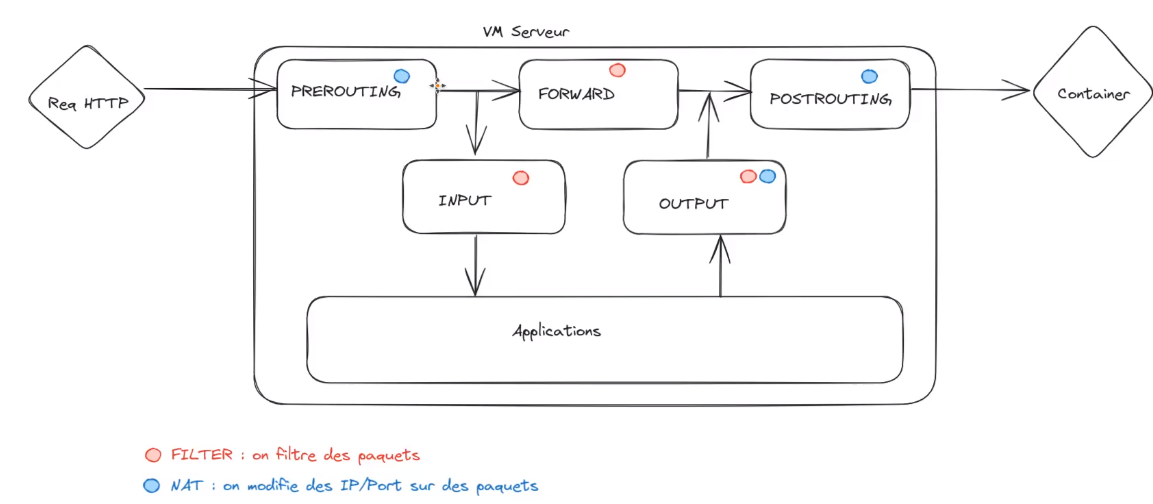 VM Serveur
Req HTTP
PREROUTING
FORWARD
POSTROUTING
Container
INPUT
OUTPUT
Applications
FILTER : on filtre des paquets
NAT : on modifie des IP/Port sur des paquets